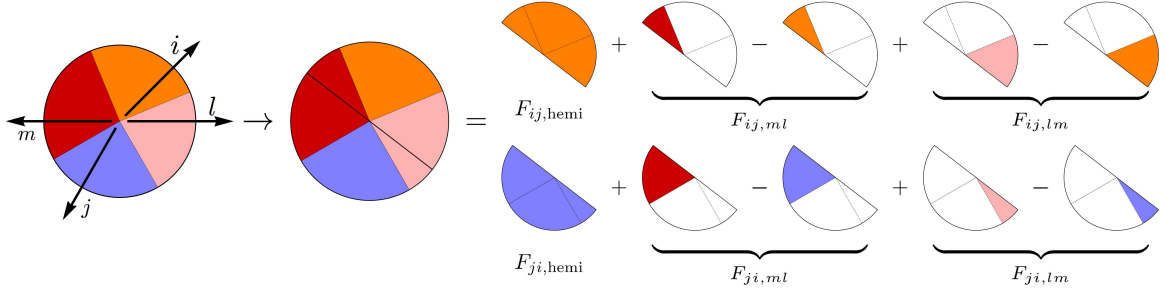 i
l
m
j
→ =
+ − + −
F_{ij,hemi} F_{ij,ml} F_{ij,lm}
+ − + −
F_{ji,hemi} F_{ji,ml} F_{ji,lm}